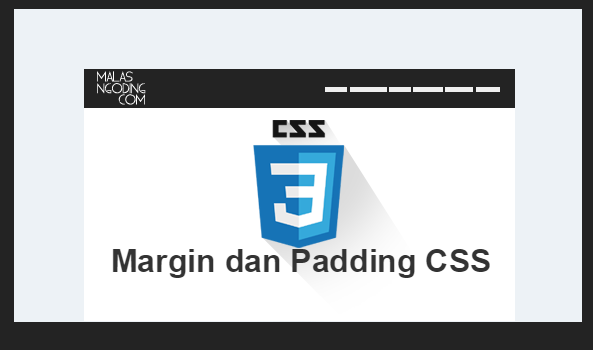 MALAS
NGODING
COM
CSS
3
Margin dan Padding CSS